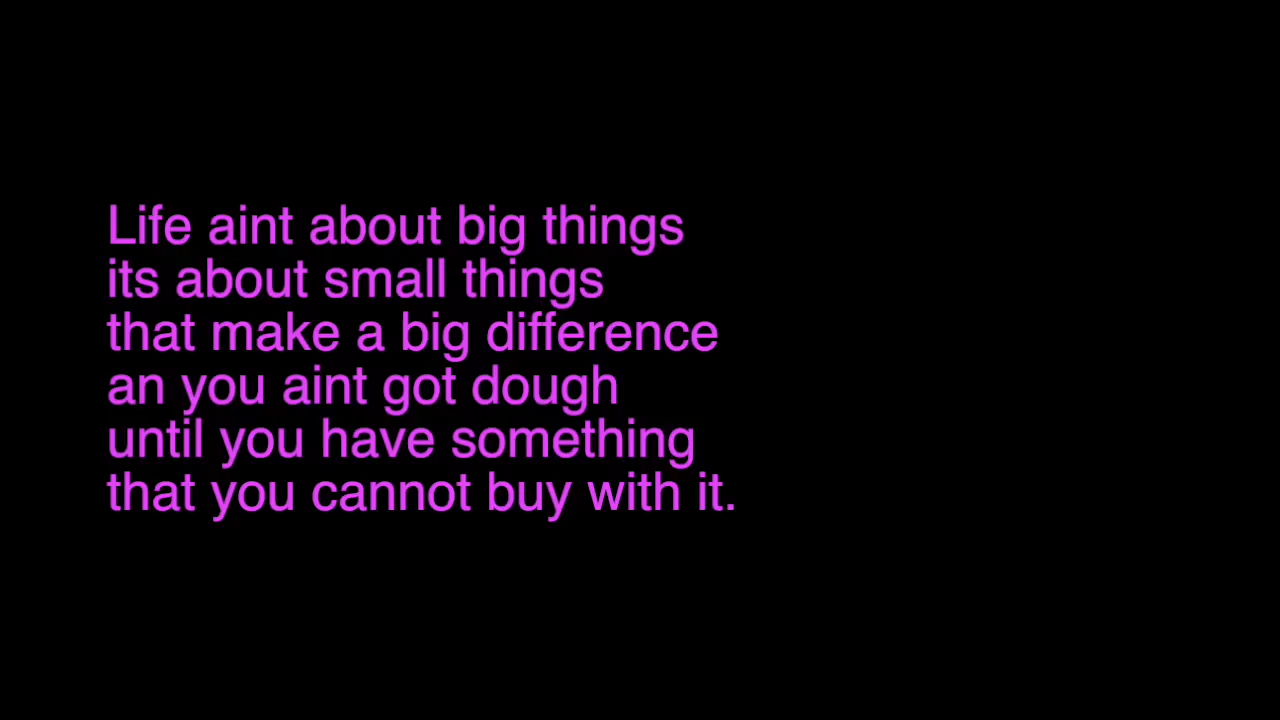 Life aint about big things
its about small things
that make a big difference
an you aint got dough
until you have something
that you cannot buy with it.